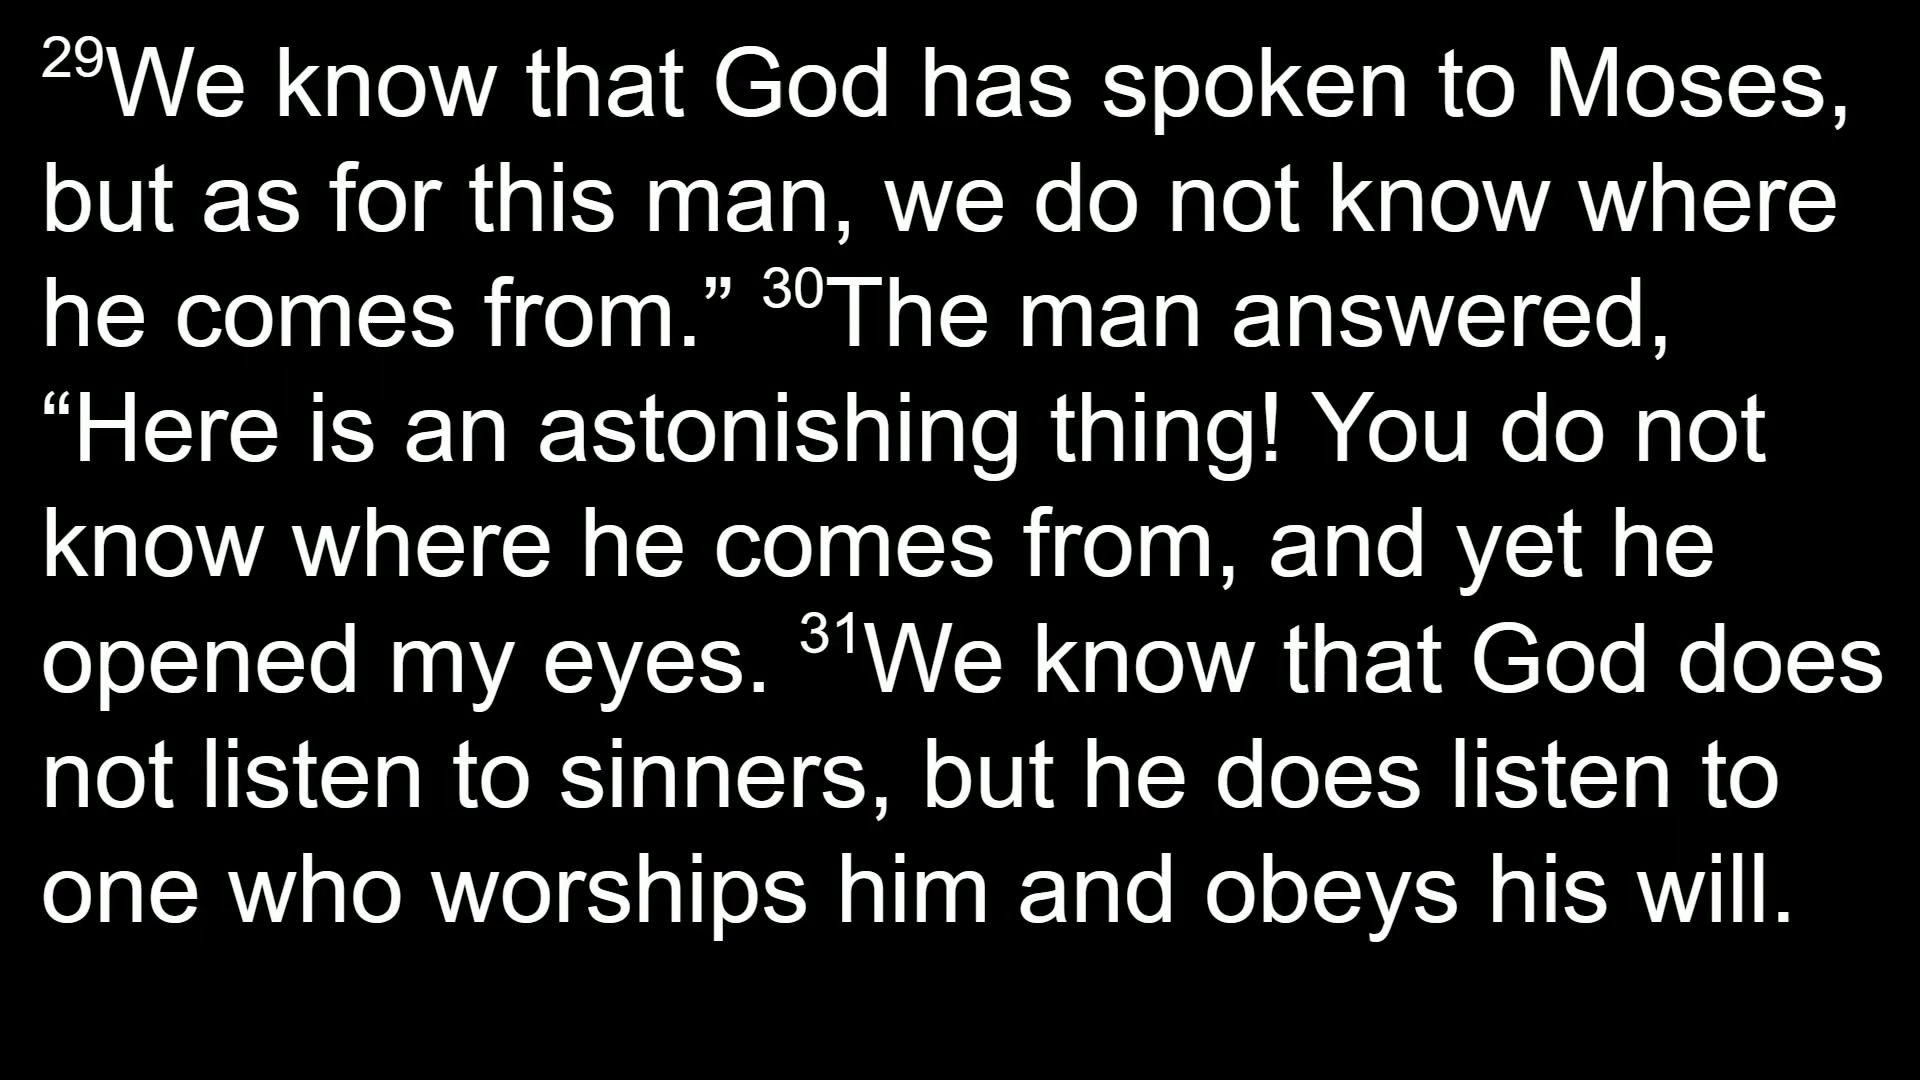 29We know that God has spoken to Moses,
but as for this man, we do not know where
he comes from.” 30The man answered,
“Here is an astonishing thing! You do not
know where he comes from, and yet he
opened my eyes. 31We know that God does
not listen to sinners, but he does listen to
one who worships him and obeys his will.